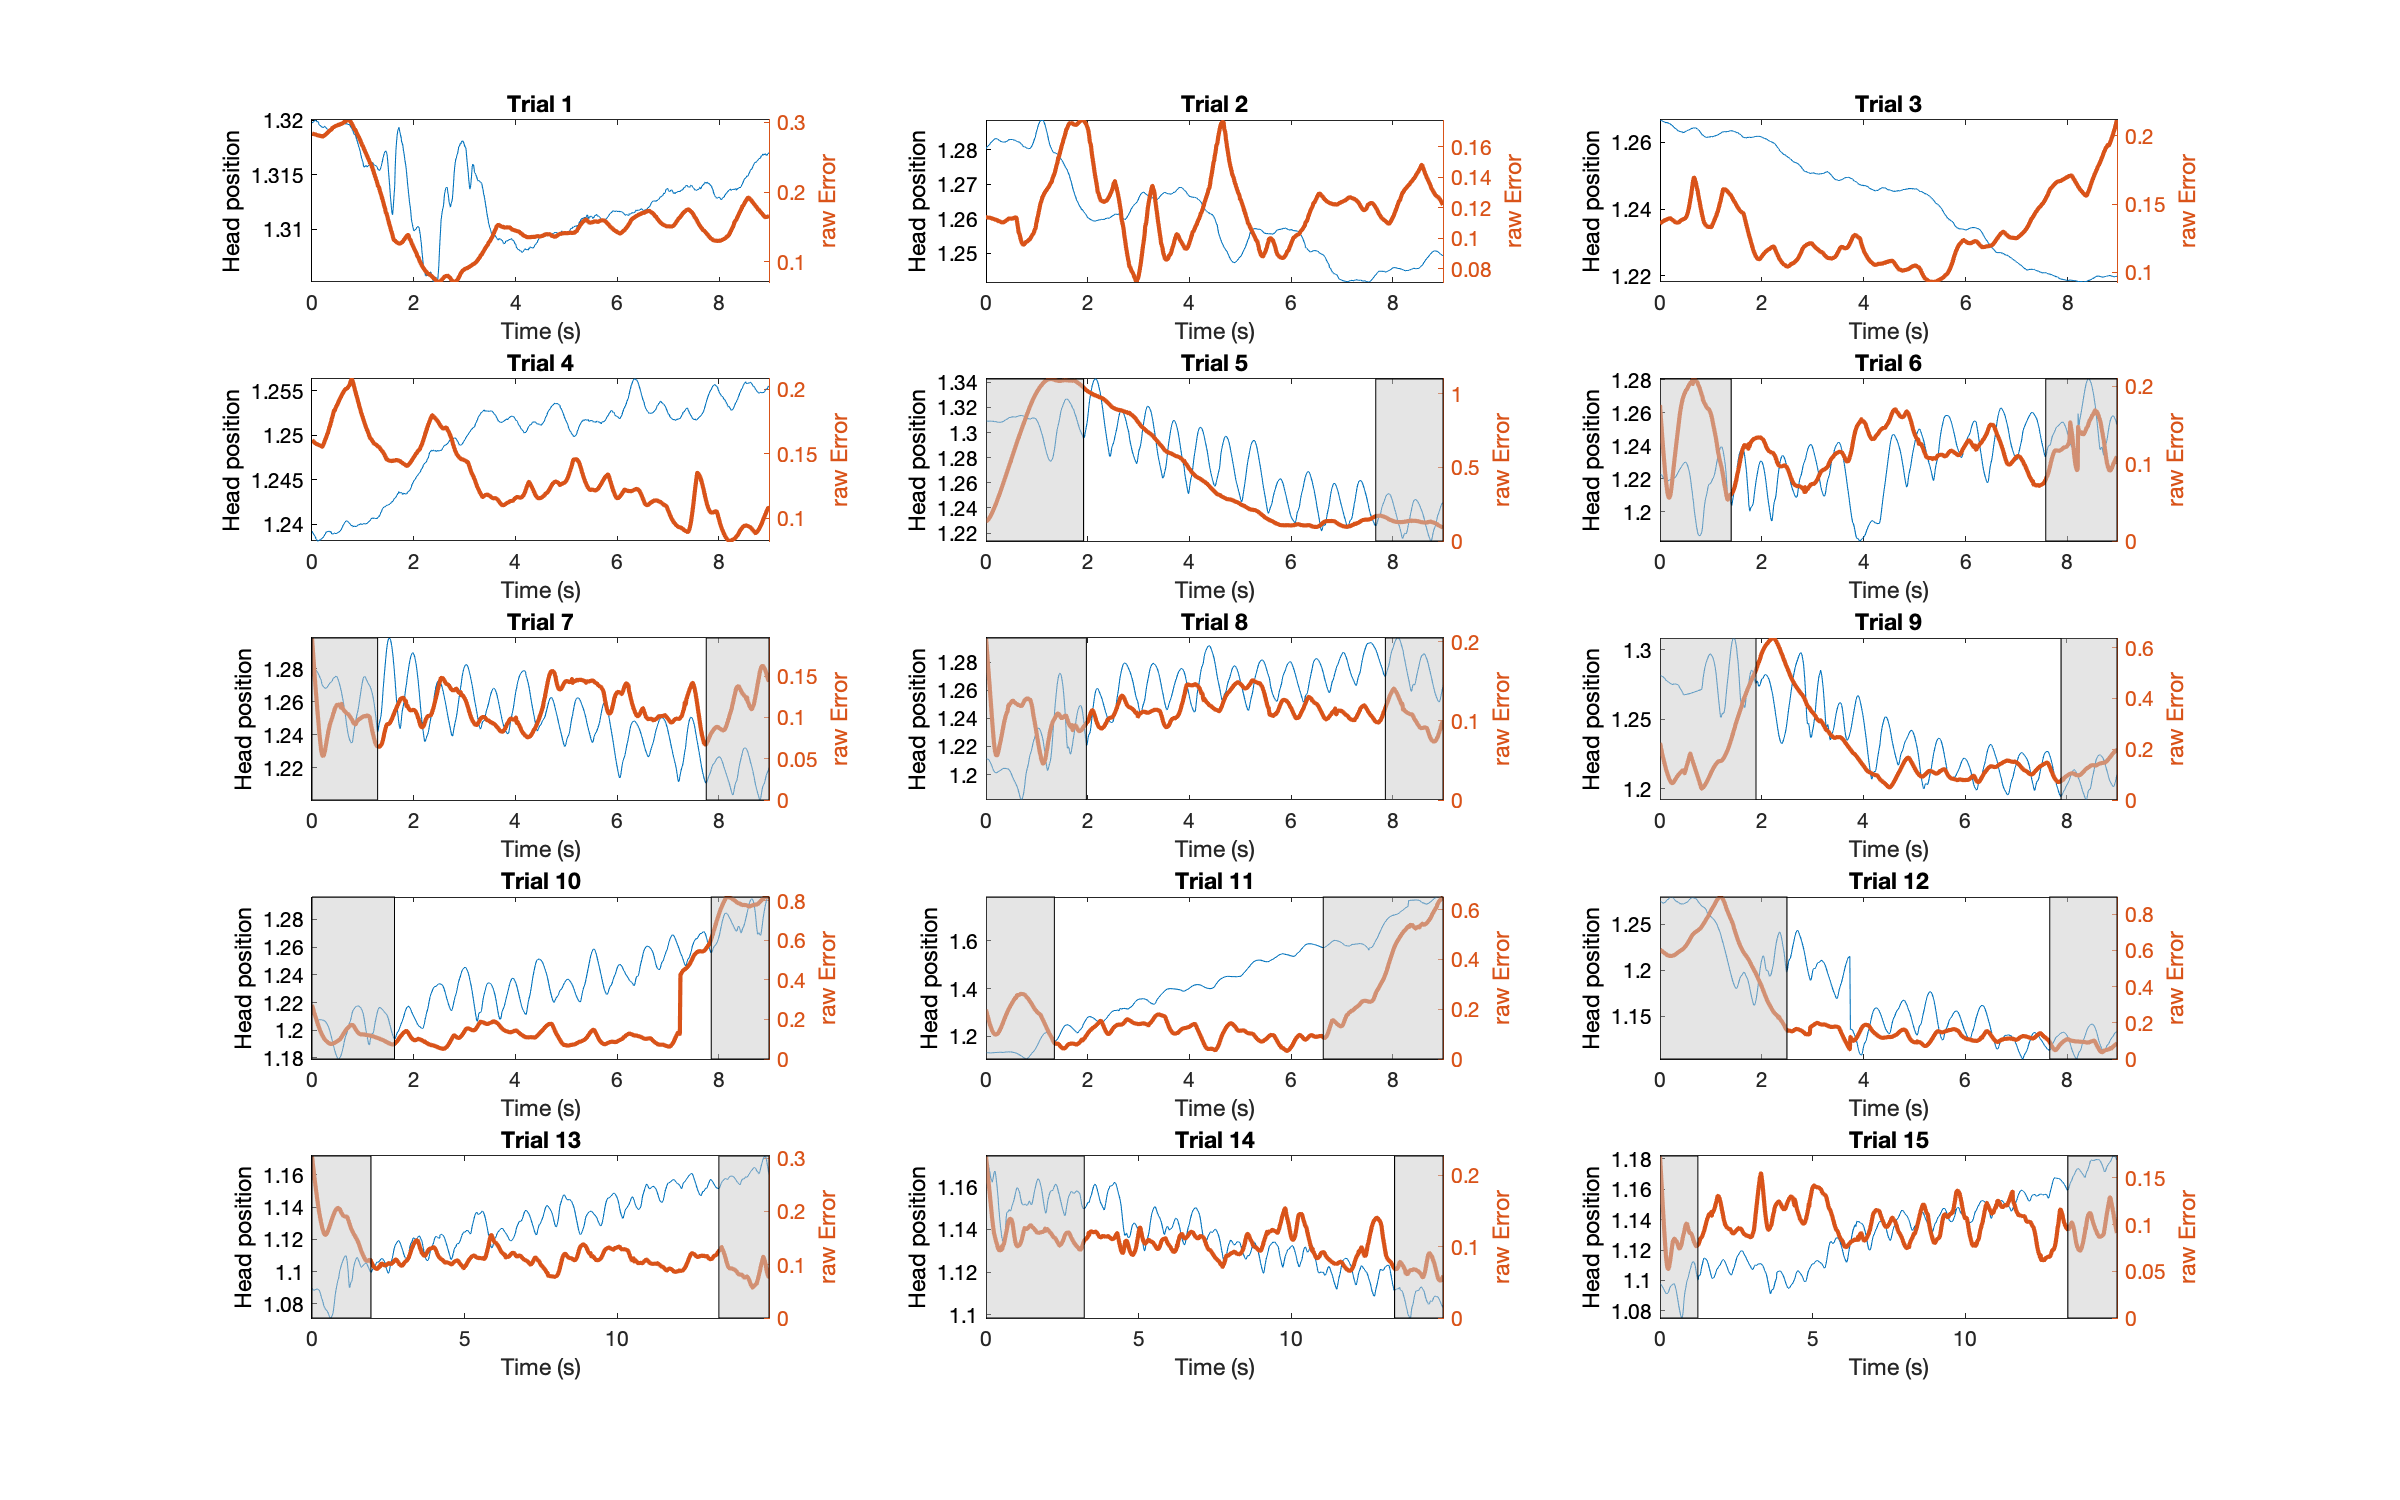 Trial 1
Head position
1.32
1.315
1.31
0.3
0.2
0.1
raw Error
0 2 4 6 8
Time (s)
Trial 2
Head position
1.28
1.27
1.26
1.25
0.16
0.14
0.12
0.1
0.08
raw Error
0 2 4 6 8
Time (s)
Trial 3
Head position
1.26
1.24
1.22
0.2
0.15
0.1
raw Error
0 2 4 6 8
Time (s)
Trial 4
Head position
1.255
1.25
1.245
1.24
0.2
0.15
0.1
raw Error
0 2 4 6 8
Time (s)
Trial 5
Head position
1.34
1.32
1.3
1.28
1.26
1.24
1.22
1
0.5
0
raw Error
0 2 4 6 8
Time (s)
Trial 6
Head position
1.28
1.26
1.24
1.22
1.2
0.2
0.1
0
raw Error
0 2 4 6 8
Time (s)
Trial 7
Head position
1.28
1.26
1.24
1.22
0.15
0.1
0.05
0
raw Error
0 2 4 6 8
Time (s)
Trial 8
Head position
1.28
1.26
1.24
1.22
1.2
0.2
0.1
0
raw Error
0 2 4 6 8
Time (s)
Trial 9
Head position
1.3
1.25
1.2
0.6
0.4
0.2
0
raw Error
0 2 4 6 8
Time (s)
Trial 10
Head position
1.28
1.26
1.24
1.22
1.2
1.18
0.8
0.6
0.4
0.2
0
raw Error
0 2 4 6 8
Time (s)
Trial 11
Head position
1.6
1.4
1.2
0.6
0.4
0.2
0
raw Error
0 2 4 6 8
Time (s)
Trial 12
Head position
1.25
1.2
1.15
0.8
0.6
0.4
0.2
0
raw Error
0 2 4 6 8
Time (s)
Trial 13
Head position
1.16
1.14
1.12
1.1
1.08
0.3
0.2
0.1
0
raw Error
0 5 10
Time (s)
Trial 14
Head position
1.16
1.14
1.12
1.1
0.2
0.1
0
raw Error
0 5 10
Time (s)
Trial 15
Head position
1.18
1.16
1.14
1.12
1.1
1.08
0.15
0.1
0.05
0
raw Error
0 5 10
Time (s)